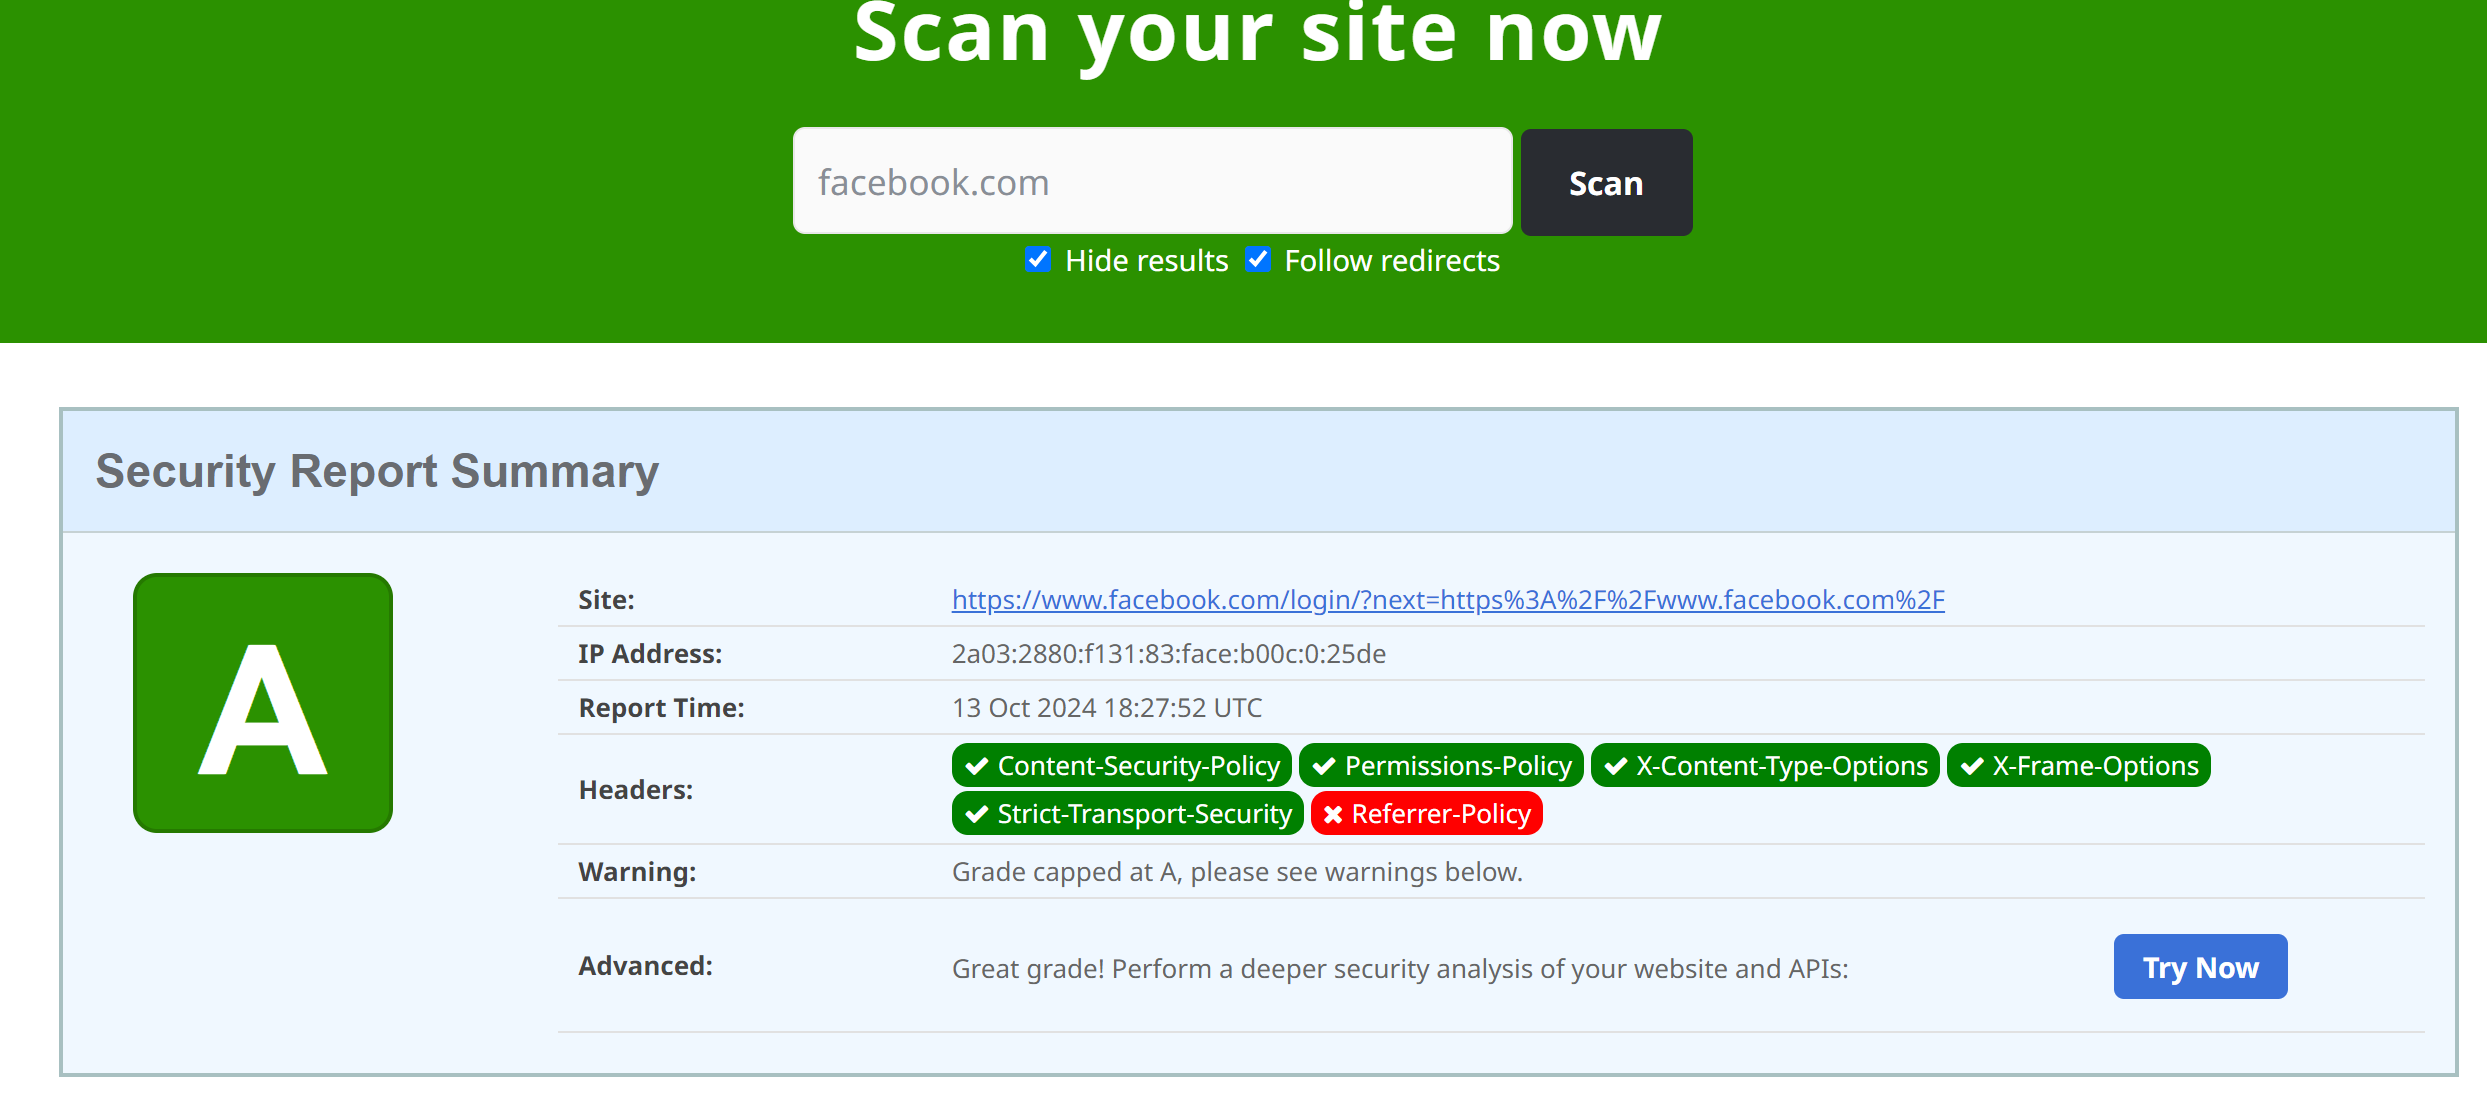 Scan your site now
facebook.com
Scan
Hide results Follow redirects
Security Report Summary
A
Site: https://www.facebook.com/login/?next=https%3A%2F%2Fwww.facebook.com%2F
IP Address: 2a03:2880:f131:83:face:b00c:0:25de
Report Time: 13 Oct 2024 18:27:52 UTC
Headers: Content-Security-Policy Permissions-Policy X-Content-Type-Options X-Frame-Options
Strict-Transport-Security Referrer-Policy
Warning: Grade capped at A, please see warnings below.
Advanced: Great grade! Perform a deeper security analysis of your website and APIs: Try Now